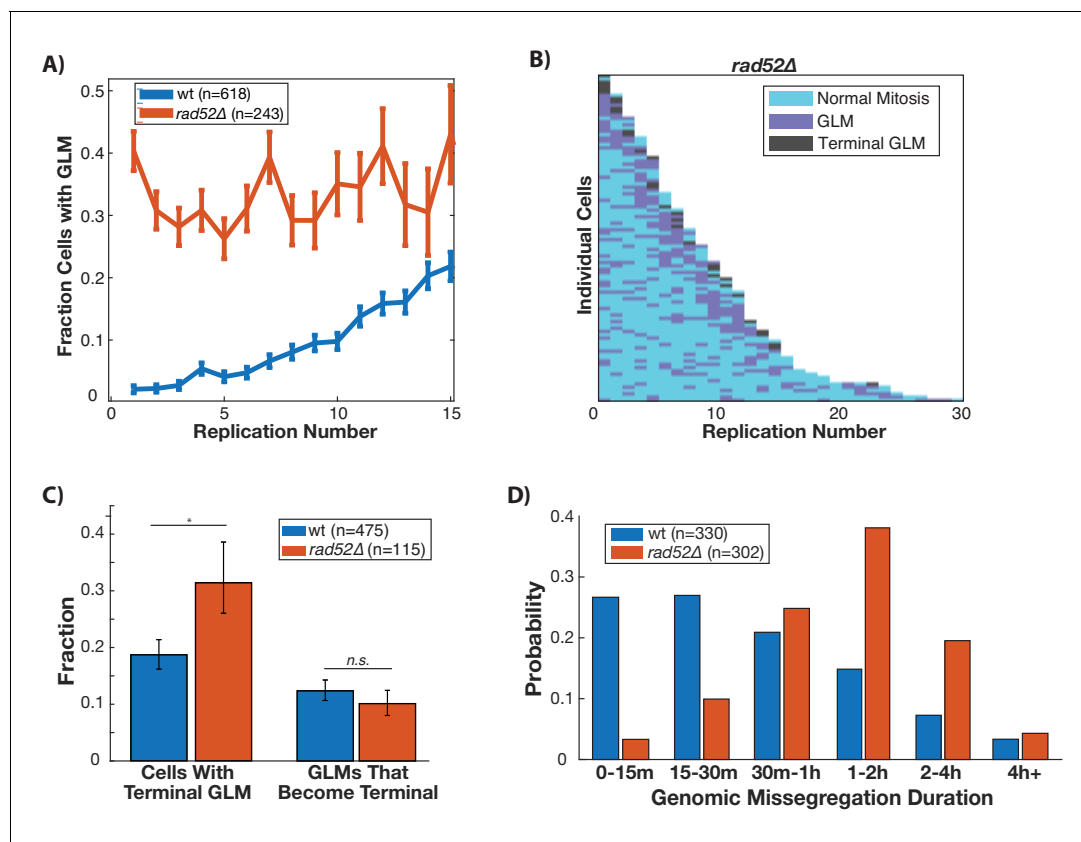 A)
wt (n=618)
rad52Δ (n=243)
0.5
0.4
0.3
0.2
0.1
0
Fraction Cells with GLM
0 5 10 15
Replication Number
B)
rad52Δ
Normal Mitosis
GLM
Terminal GLM
Individual Cells
0 10 20 30
Replication Number
C)
wt (n=475)
rad52Δ (n=115)
0.4
0.3
0.2
0.1
0
Fraction
*
n.s.
Cells With
Terminal GLM
GLMs That
Become Terminal
D)
wt (n=330)
rad52Δ (n=302)
0.4
0.3
0.2
0.1
0
Probability
0-15m 15-30m 30m-1h 1-2h 2-4h 4h+
Genomic Missegregation Duration